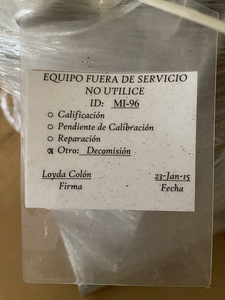 EQUIPO FUERA DE SERVICIO
NO UTILICE
ID: MI-96
o Calificación
o Pendiente de Calibración
o Reparación
α Otro: Decomisión
Loyda Colón 23-Jan-15
Firma Fecha